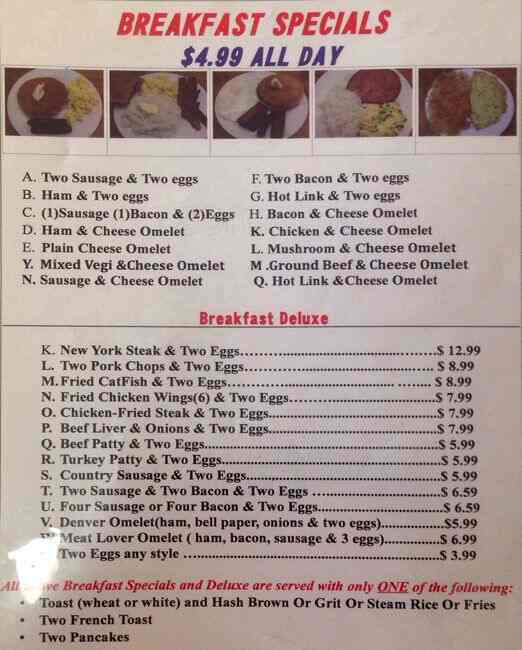 BREAKFAST SPECIALS
$4.99 ALL DAY
A. Two Sausage & Two eggs
B. Ham & Two eggs
C. (1)Sausage (1)Bacon & (2)Eggs
D. Ham & Cheese Omelet
E. Plain Cheese Omelet
Y. Mixed Vegi &Cheese Omelet
N. Sausage & Cheese Omelet
F. Two Bacon & Two eggs
G. Hot Link & Two eggs
H. Bacon & Cheese Omelet
K. Chicken & Cheese Omelet
L. Mushroom & Cheese Omelet
M .Ground Beef & Cheese Omelet
Q. Hot Link &Cheese Omelet
Breakfast Deluxe
K. New York Steak & Two Eggs.................................................$ 12.99
L. Two Pork Chops & Two Eggs................................................ $ 8.99
M. Fried CatFish & Two Eggs........................................ ........ $ 8.99
N. Fried Chicken Wings(6) & Two Eggs.....................................$ 7.99
O. Chicken-Fried Steak & Two Eggs..........................................$ 7.99
P. Beef Liver & Onions & Two Eggs..........................................$ 7.99
Q. Beef Patty & Two Eggs..........................................................$ 5.99
R. Turkey Patty & Two Eggs......................................................$ 5.99
S. Country Sausage & Two Eggs...............................................$ 5.99
T. Two Sausage & Two Bacon & Two Eggs ...............................$ 6.59
U. Four Sausage or Four Bacon & Two Eggs..............................$ 6.59
V. Denver Omelet(ham, bell paper, onions & two eggs)...............$5.99
W. Meat Lover Omelet ( ham, bacon, sausage & 3 eggs)..............$ 6.99
Two Eggs any style ................................................................$ 3.99
All Breakfast Specials and Deluxe are served with only ONE of the following:
• Toast (wheat or white) and Hash Brown Or Grit Or Steam Rice Or Fries
• Two French Toast
• Two Pancakes